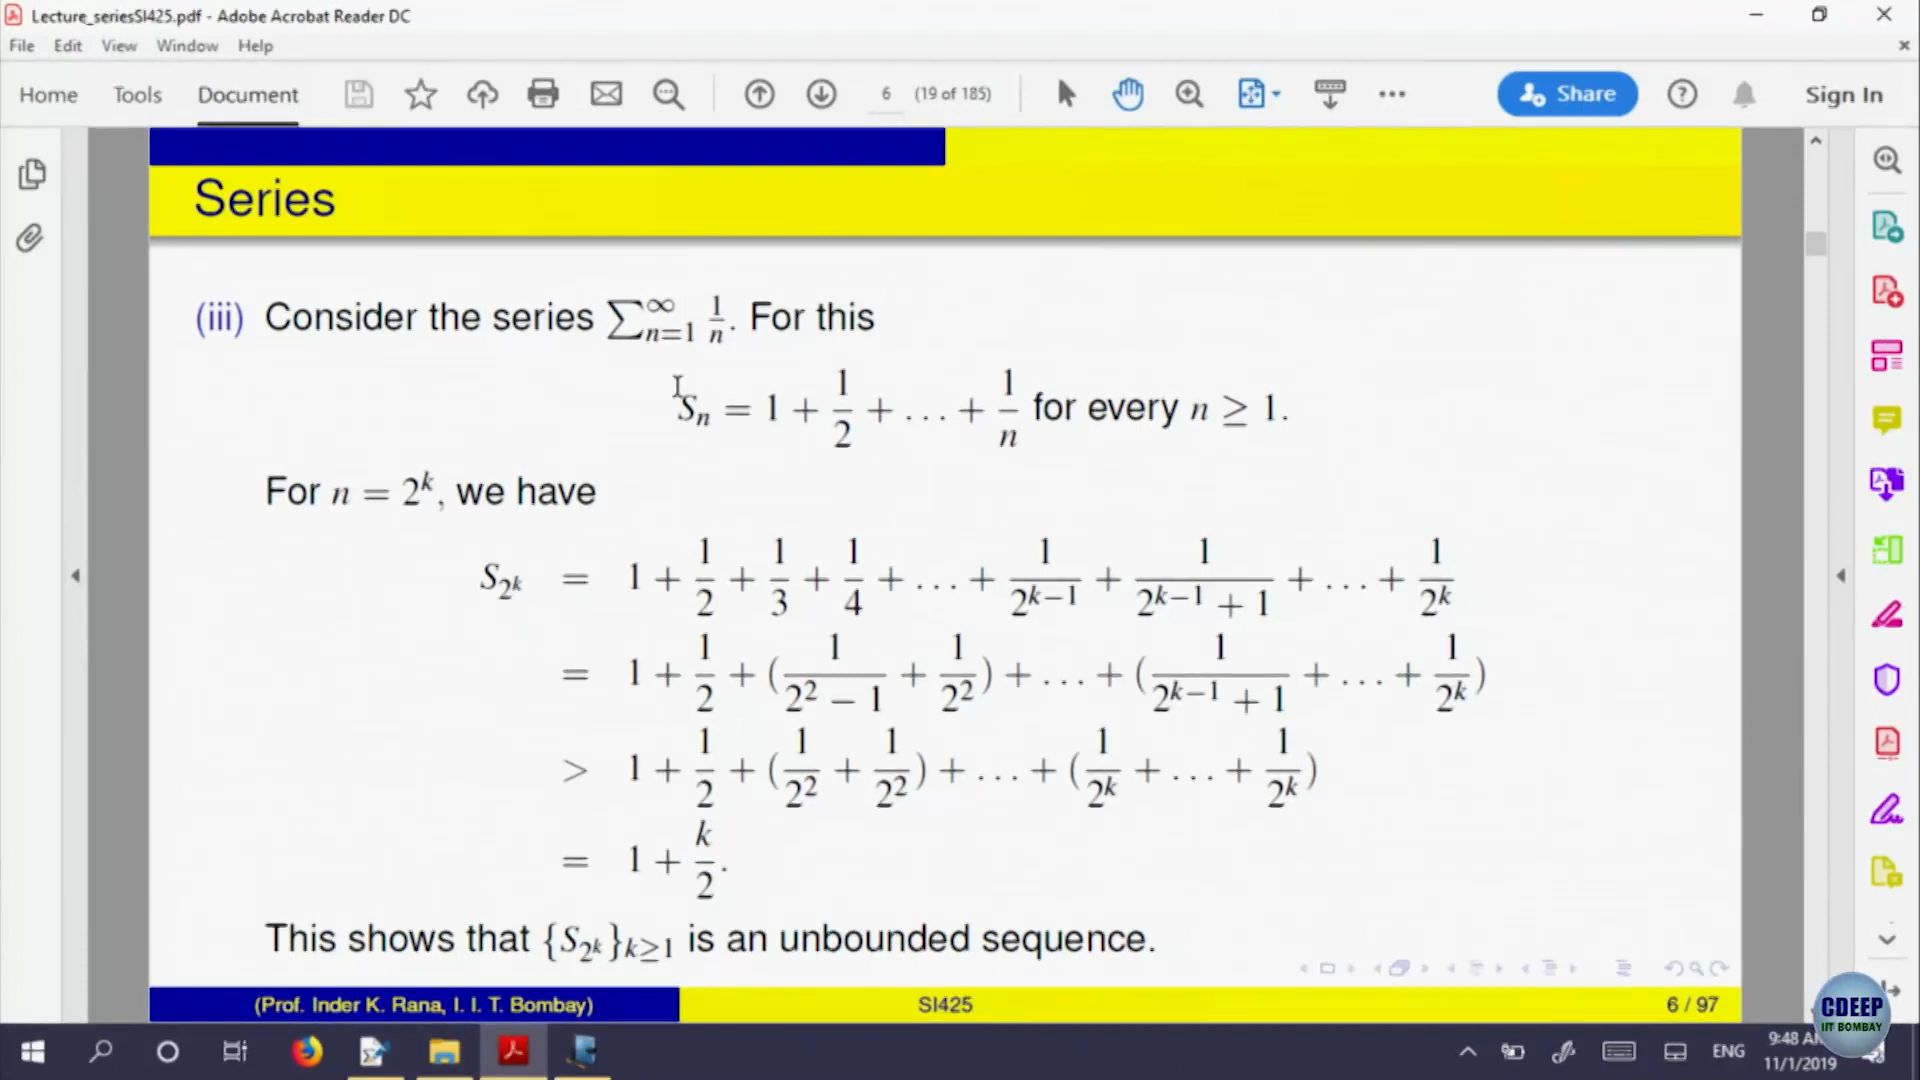 Lecture_seriesSI425.pdf - Adobe Acrobat Reader DC
File Edit View Window Help
Home Tools Document 6 (19 of 185) Share Sign In
Series
(iii) Consider the series ∑_{n=1}^{∞} 1/n. For this
S_n = 1 + 1/2 + … + 1/n for every n ≥ 1.
For n = 2^k, we have
S_{2^k} = 1 + 1/2 + 1/3 + 1/4 + … + 1/2^{k−1} + 1/(2^{k−1} + 1) + … + 1/2^k
= 1 + 1/2 + (1/(2^2 − 1) + 1/2^2) + … + (1/(2^{k−1} + 1) + … + 1/2^k)
> 1 + 1/2 + (1/2^2 + 1/2^2) + … + (1/2^k + … + 1/2^k)
= 1 + k/2.
This shows that {S_{2^k}}_{k≥1} is an unbounded sequence.
(Prof. Inder K. Rana, I. I. T. Bombay) SI425 6 / 97
CDEEP
IIT BOMBAY
ENG
9:48
11/1/2019